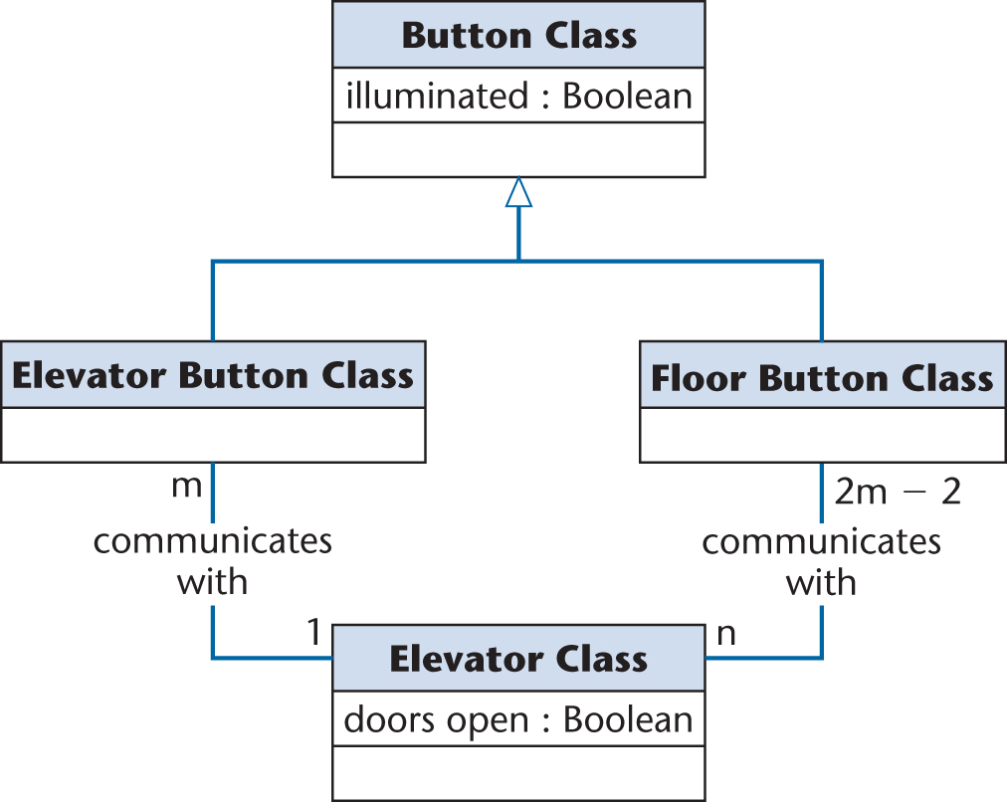 Button Class
illuminated : Boolean
Elevator Button Class
Floor Button Class
m
2m − 2
communicates
with
communicates
with
1
n
Elevator Class
doors open : Boolean